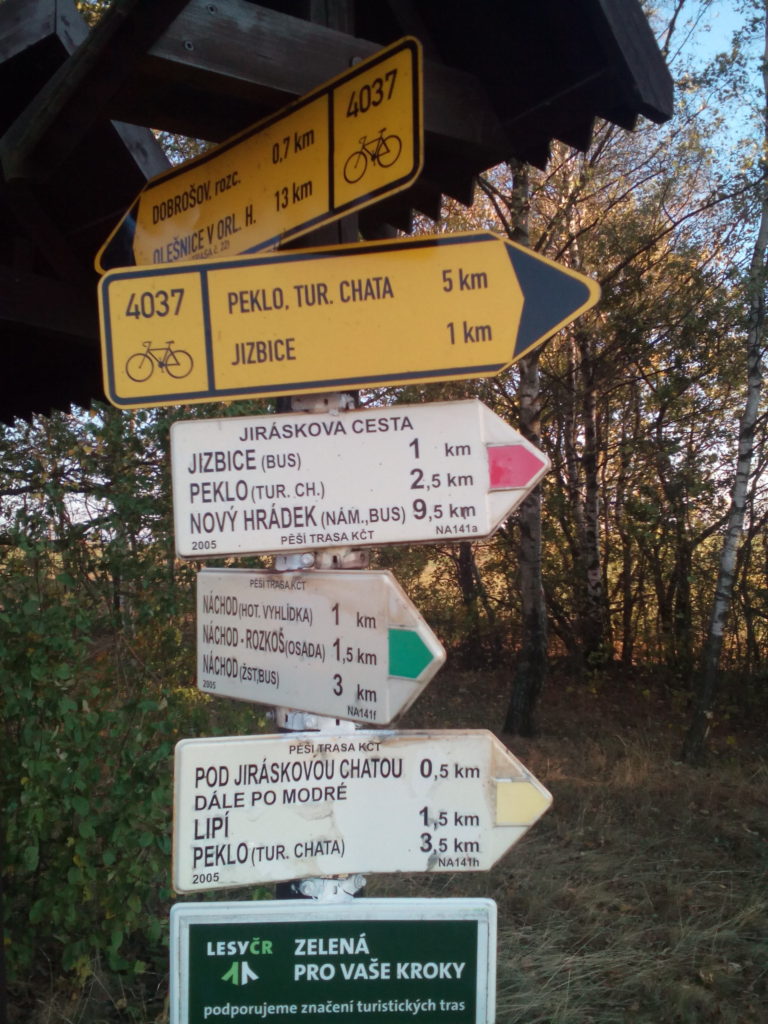 4037
DOBROŠOV, rozc. 0,7 km
OLEŠNICE V ORL. H. 13 km
4037
PEKLO, TUR. CHATA 5 km
JIZBICE 1 km
JIRÁSKOVA CESTA
JIZBICE (BUS) 1 km
PEKLO (TUR. CH.) 2,5 km
NOVÝ HRÁDEK (NÁM.,BUS) 9,5 km
2005 PĚŠÍ TRASA KČT NA141a
PĚŠÍ TRASA KČT
NÁCHOD (HOT. VYHLÍDKA) 1 km
NÁCHOD - ROZKOŠ (OSADA) 1,5 km
NÁCHOD (ŽST,BUS) 3 km
2005 NA141f
PĚŠÍ TRASA KČT
POD JIRÁSKOVOU CHATOU 0,5 km
DÁLE PO MODRÉ
LIPÍ 1,5 km
PEKLO (TUR. CHATA) 3,5 km
2005 NA141h
LESYČR ZELENÁ
PRO VAŠE KROKY
podporujeme značení turistických tras